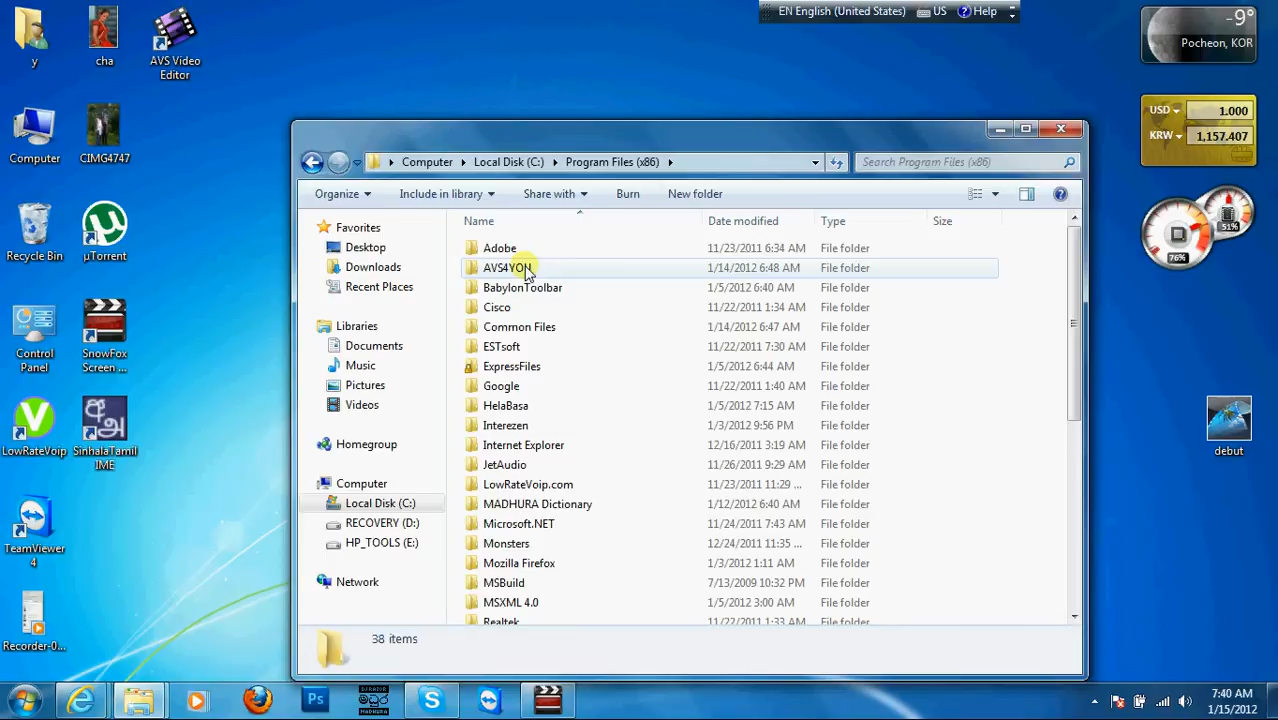 EN English (United States) US Help
-9°
Pocheon, KOR
y
cha
AVS Video
Editor
USD 1.000
KRW 1,157.407
Computer
CIMG4747
Computer Local Disk (C:) Program Files (x86)
Search Program Files (x86)
Organize Include in library Share with Burn New folder
Name Date modified Type Size
Recycle Bin
µTorrent
51%
76%
Favorites
Desktop
Downloads
Recent Places
Libraries
Documents
Music
Pictures
Videos
Homegroup
Computer
Local Disk (C:)
RECOVERY (D:)
HP_TOOLS (E:)
Network
Adobe 11/23/2011 6:34 AM File folder
AVS4YOU 1/14/2012 6:48 AM File folder
BabylonToolbar 1/5/2012 6:40 AM File folder
Cisco 11/22/2011 1:34 AM File folder
Common Files 1/14/2012 6:47 AM File folder
ESTsoft 11/22/2011 7:30 AM File folder
ExpressFiles 1/5/2012 6:44 AM File folder
Google 11/22/2011 1:40 AM File folder
HelaBasa 1/5/2012 7:15 AM File folder
Interezen 1/3/2012 9:56 PM File folder
Internet Explorer 12/16/2011 3:19 AM File folder
JetAudio 11/26/2011 9:29 AM File folder
LowRateVoip.com 11/23/2011 11:29 ... File folder
MADHURA Dictionary 1/12/2012 6:40 AM File folder
Microsoft.NET 11/24/2011 7:43 AM File folder
Monsters 12/24/2011 11:35 ... File folder
Mozilla Firefox 1/3/2012 1:11 AM File folder
MSBuild 7/13/2009 10:32 PM File folder
MSXML 4.0 1/5/2012 3:00 AM File folder
Realtek 11/22/2011 1:33 AM File folder
38 items
Control
Panel
SnowFox
Screen ...
LowRateVoip
SinhalaTamil
IME
අ
debut
TeamViewer
4
Recorder-0...
Ps
මධුර
MADHURA
7:40 AM
1/15/2012